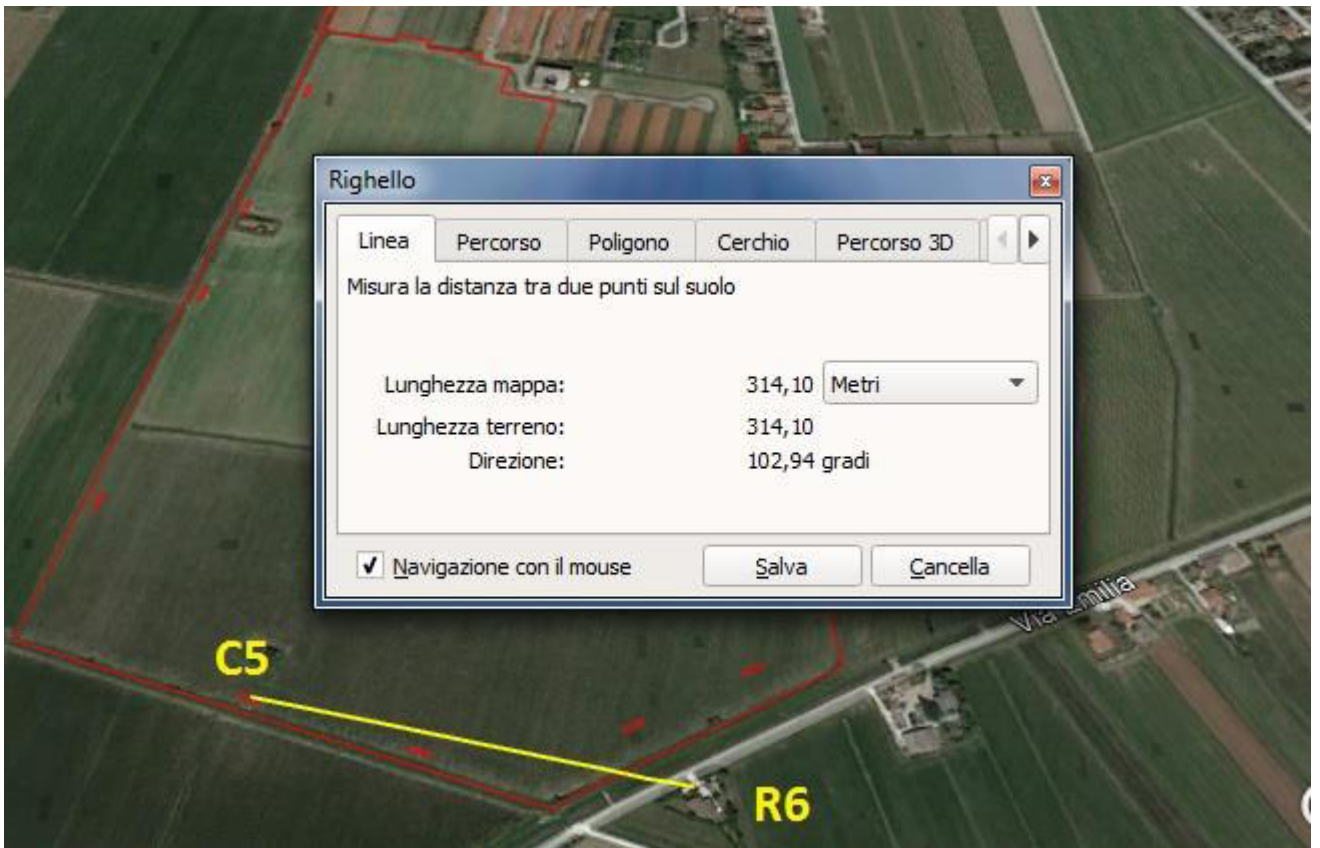 Righello
Linea Percorso Poligono Cerchio Percorso 3D
Misura la distanza tra due punti sul suolo
Lunghezza mappa: 314,10 Metri
Lunghezza terreno: 314,10
Direzione: 102,94 gradi
Navigazione con il mouse Salva Cancella
Via Emilia
C5
R6